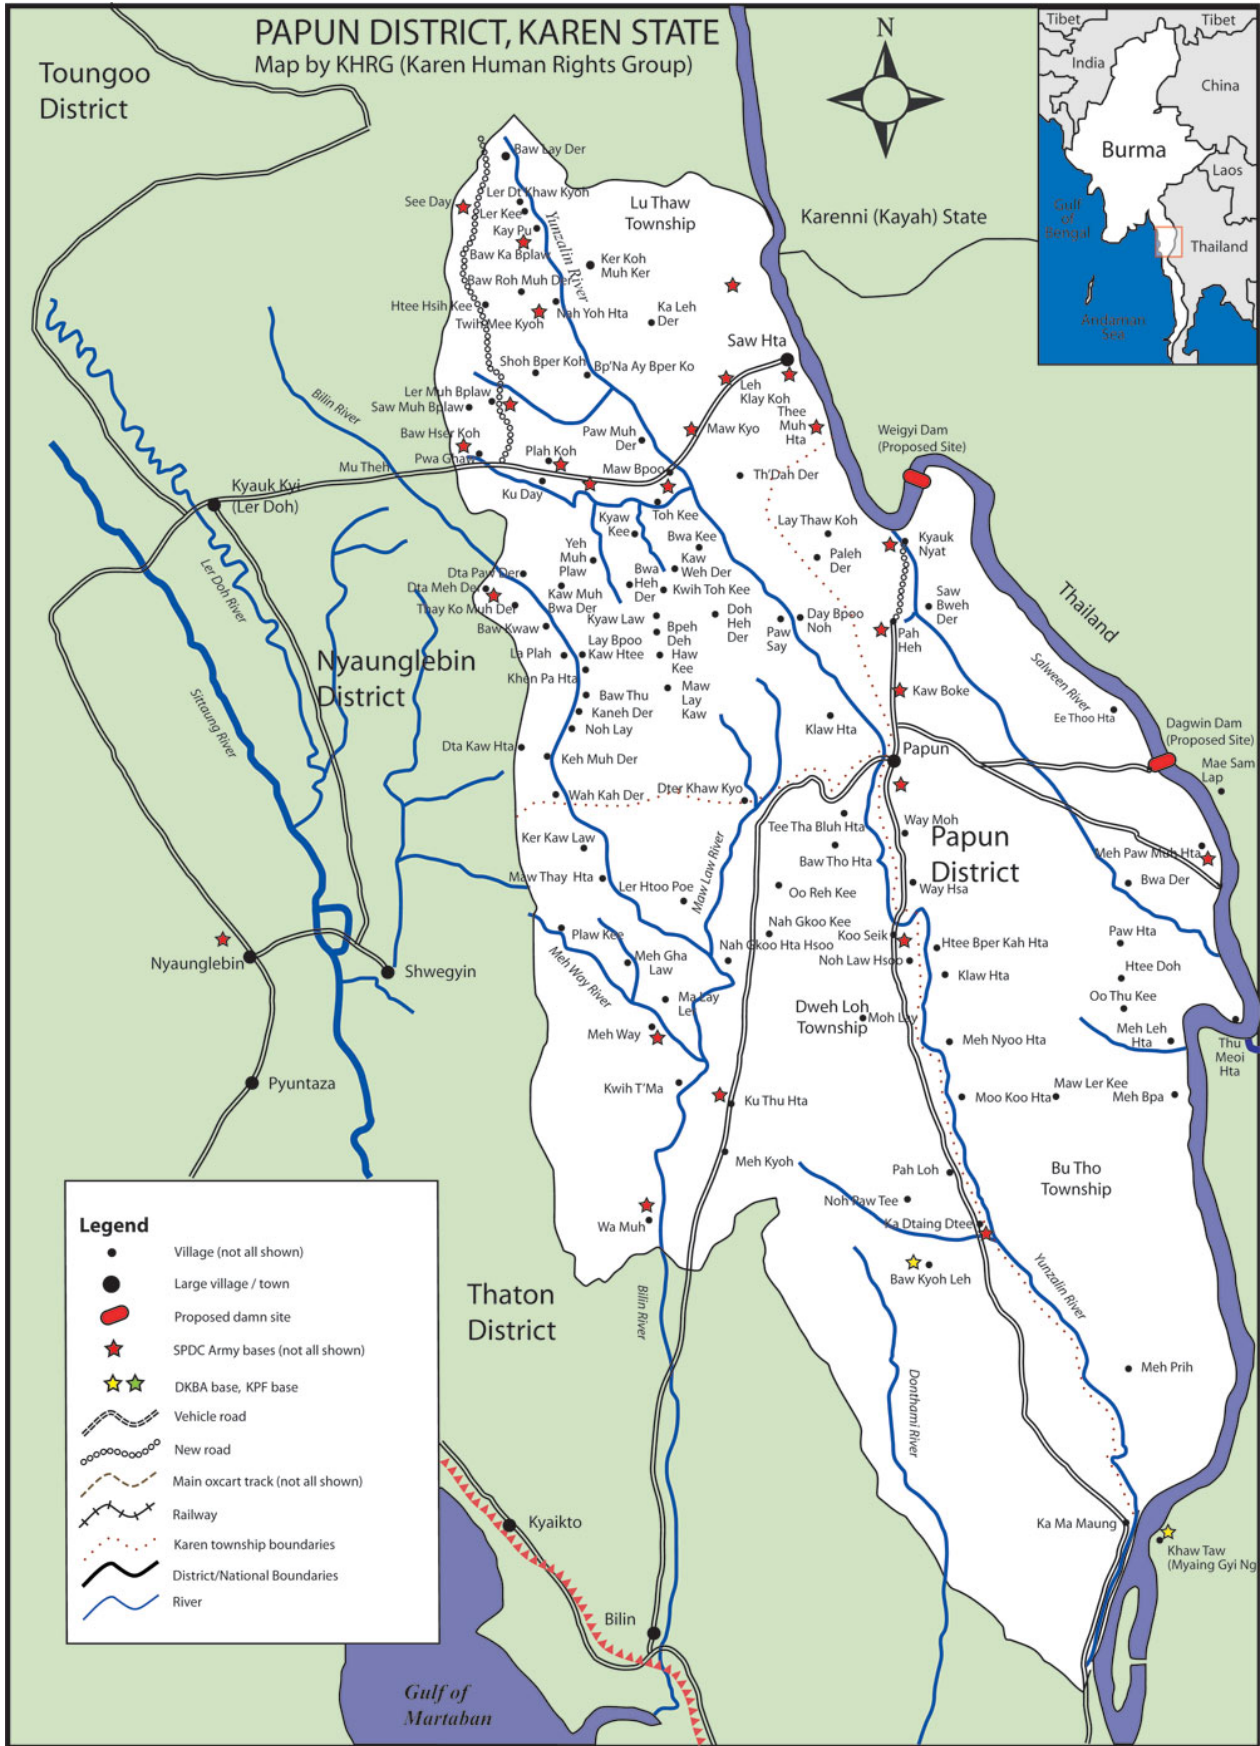 PAPUN DISTRICT, KAREN STATE
Map by KHRG (Karen Human Rights Group)
N
Toungoo
District
Tibet
Tibet
India
China
Burma
Laos
Gulf
of
Bengal
Thailand
Andaman
Sea
Karenni (Kayah) State
Lu Thaw
Township
Baw Lay Der
Ler Dt Khaw Kyoh
See Day
Ler Kee
Kay Pu
Yunzalin River
Baw Ka Bplaw
Ker Koh
Muh Ker
Baw Roh Muh Der
Htee Hsih Kee
Nah Yoh Hta
Ka Leh
Der
Twih Mee Kyoh
Saw Hta
Shoh Bper Koh
Bp'Na Ay Bper Ko
Leh
Klay Koh
Ler Muh Bplaw
Saw Muh Bplaw
Bilin River
Thee
Muh
Hta
Baw Hser Koh
Paw Muh
Der
Maw Kyo
Weigyi Dam
(Proposed Site)
Pwa Ghaw
Plah Koh
Mu Theh
Maw Bpoo
Th'Dah Der
Kyauk Kyi
(Ler Doh)
Ku Day
Toh Kee
Kyaw
Kee
Lay Thaw Koh
Bwa Kee
Kyauk
Nyat
Yeh
Muh
Plaw
Kaw
Weh Der
Paleh
Der
Ler Doh River
Dta Paw Der
Bwa
Heh
Der
Dta Meh Der
Kaw Muh
Bwa Der
Kwih Toh Kee
Saw
Bweh
Der
Thay Ko Muh Der
Kyaw Law
Doh
Heh
Der
Day Bpoo
Noh
Thailand
Baw Kwaw
Bpeh
Deh
Paw
Say
Pah
Heh
Lay Bpoo
Kaw Htee
Haw
Kee
La Plah
Nyaunglebin
District
Khen Pa Hta
Salween River
Baw Thu
Maw
Lay
Kaw
Kaw Boke
Kaneh Der
Ee Thoo Hta
Sittaung River
Noh Lay
Klaw Hta
Dagwin Dam
(Proposed Site)
Dta Kaw Hta
Keh Muh Der
Papun
Mae Sam
Lap
Wah Kah Der
Dter Khaw Kyo
Tee Tha Bluh Hta
Way Moh
Papun
District
Ker Kaw Law
Baw Tho Hta
Meh Paw Muh Hta
Maw Law River
Maw Thay Hta
Ler Htoo Poe
Oo Reh Kee
Way Hsa
Bwa Der
Nah Gkoo Kee
Plaw Kee
Koo Seik
Paw Hta
Nyaunglebin
Shwegyin
Meh Gha
Law
Nah Gkoo Hta Hsoo
Htee Bper Kah Hta
Noh Law Hsoo
Meh Way River
Klaw Hta
Htee Doh
Ma Lay
Ler
Dweh Loh
Township
Moh Lay
Oo Thu Kee
Meh Way
Meh Nyoo Hta
Meh Leh
Hta
Thu
Meoi
Hta
Pyuntaza
Kwih T'Ma
Ku Thu Hta
Moo Koo Hta
Maw Ler Kee
Meh Bpa
Meh Kyoh
Pah Loh
Bu Tho
Township
Noh Paw Tee
Wa Muh
Ka Dtaing Dtee
Baw Kyoh Leh
Yunzalin River
Thaton
District
Bilin River
Donthami River
Meh Prih
Ka Ma Maung
Khaw Taw
(Myaing Gyi Ng
Kyaikto
Bilin
Gulf of
Martaban
Legend
Village (not all shown)
Large village / town
Proposed damn site
SPDC Army bases (not all shown)
DKBA base, KPF base
Vehicle road
New road
Main oxcart track (not all shown)
Railway
Karen township boundaries
District/National Boundaries
River